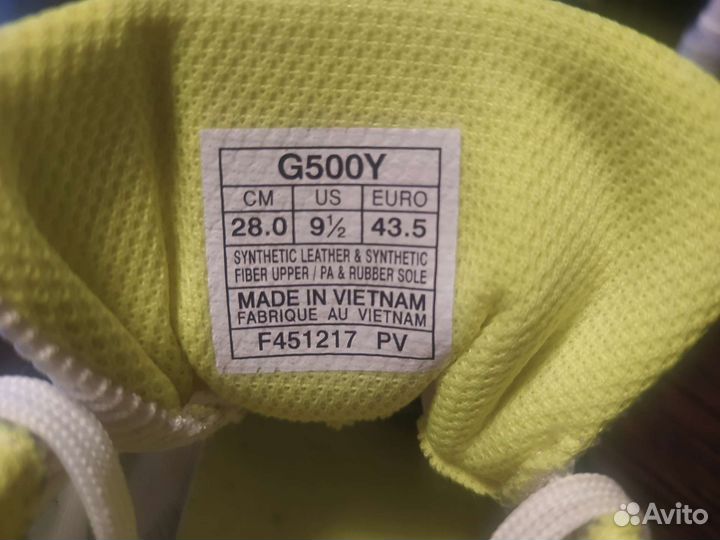 G500Y
CM US EURO
28.0 9½ 43.5
SYNTHETIC LEATHER & SYNTHETIC
FIBER UPPER / PA & RUBBER SOLE
MADE IN VIETNAM
FABRIQUE AU VIETNAM
F451217 PV
Avito